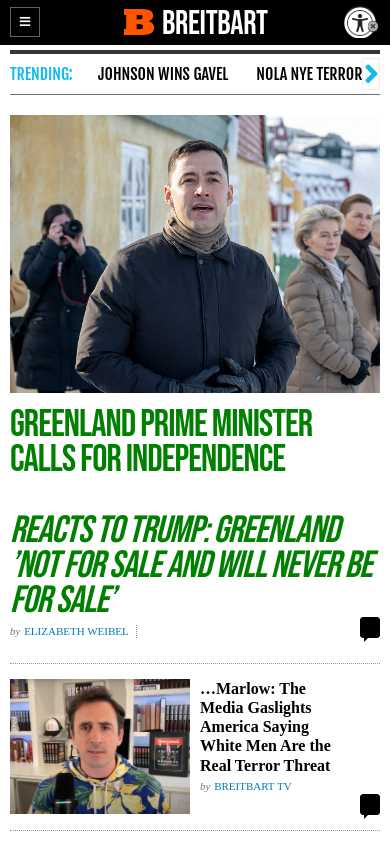 BREITBART
TRENDING: JOHNSON WINS GAVEL NOLA NYE TERROR
GREENLAND PRIME MINISTER
CALLS FOR INDEPENDENCE
REACTS TO TRUMP: GREENLAND
’NOT FOR SALE AND WILL NEVER BE
FOR SALE’
by ELIZABETH WEIBEL
…Marlow: The
Media Gaslights
America Saying
White Men Are the
Real Terror Threat
by BREITBART TV